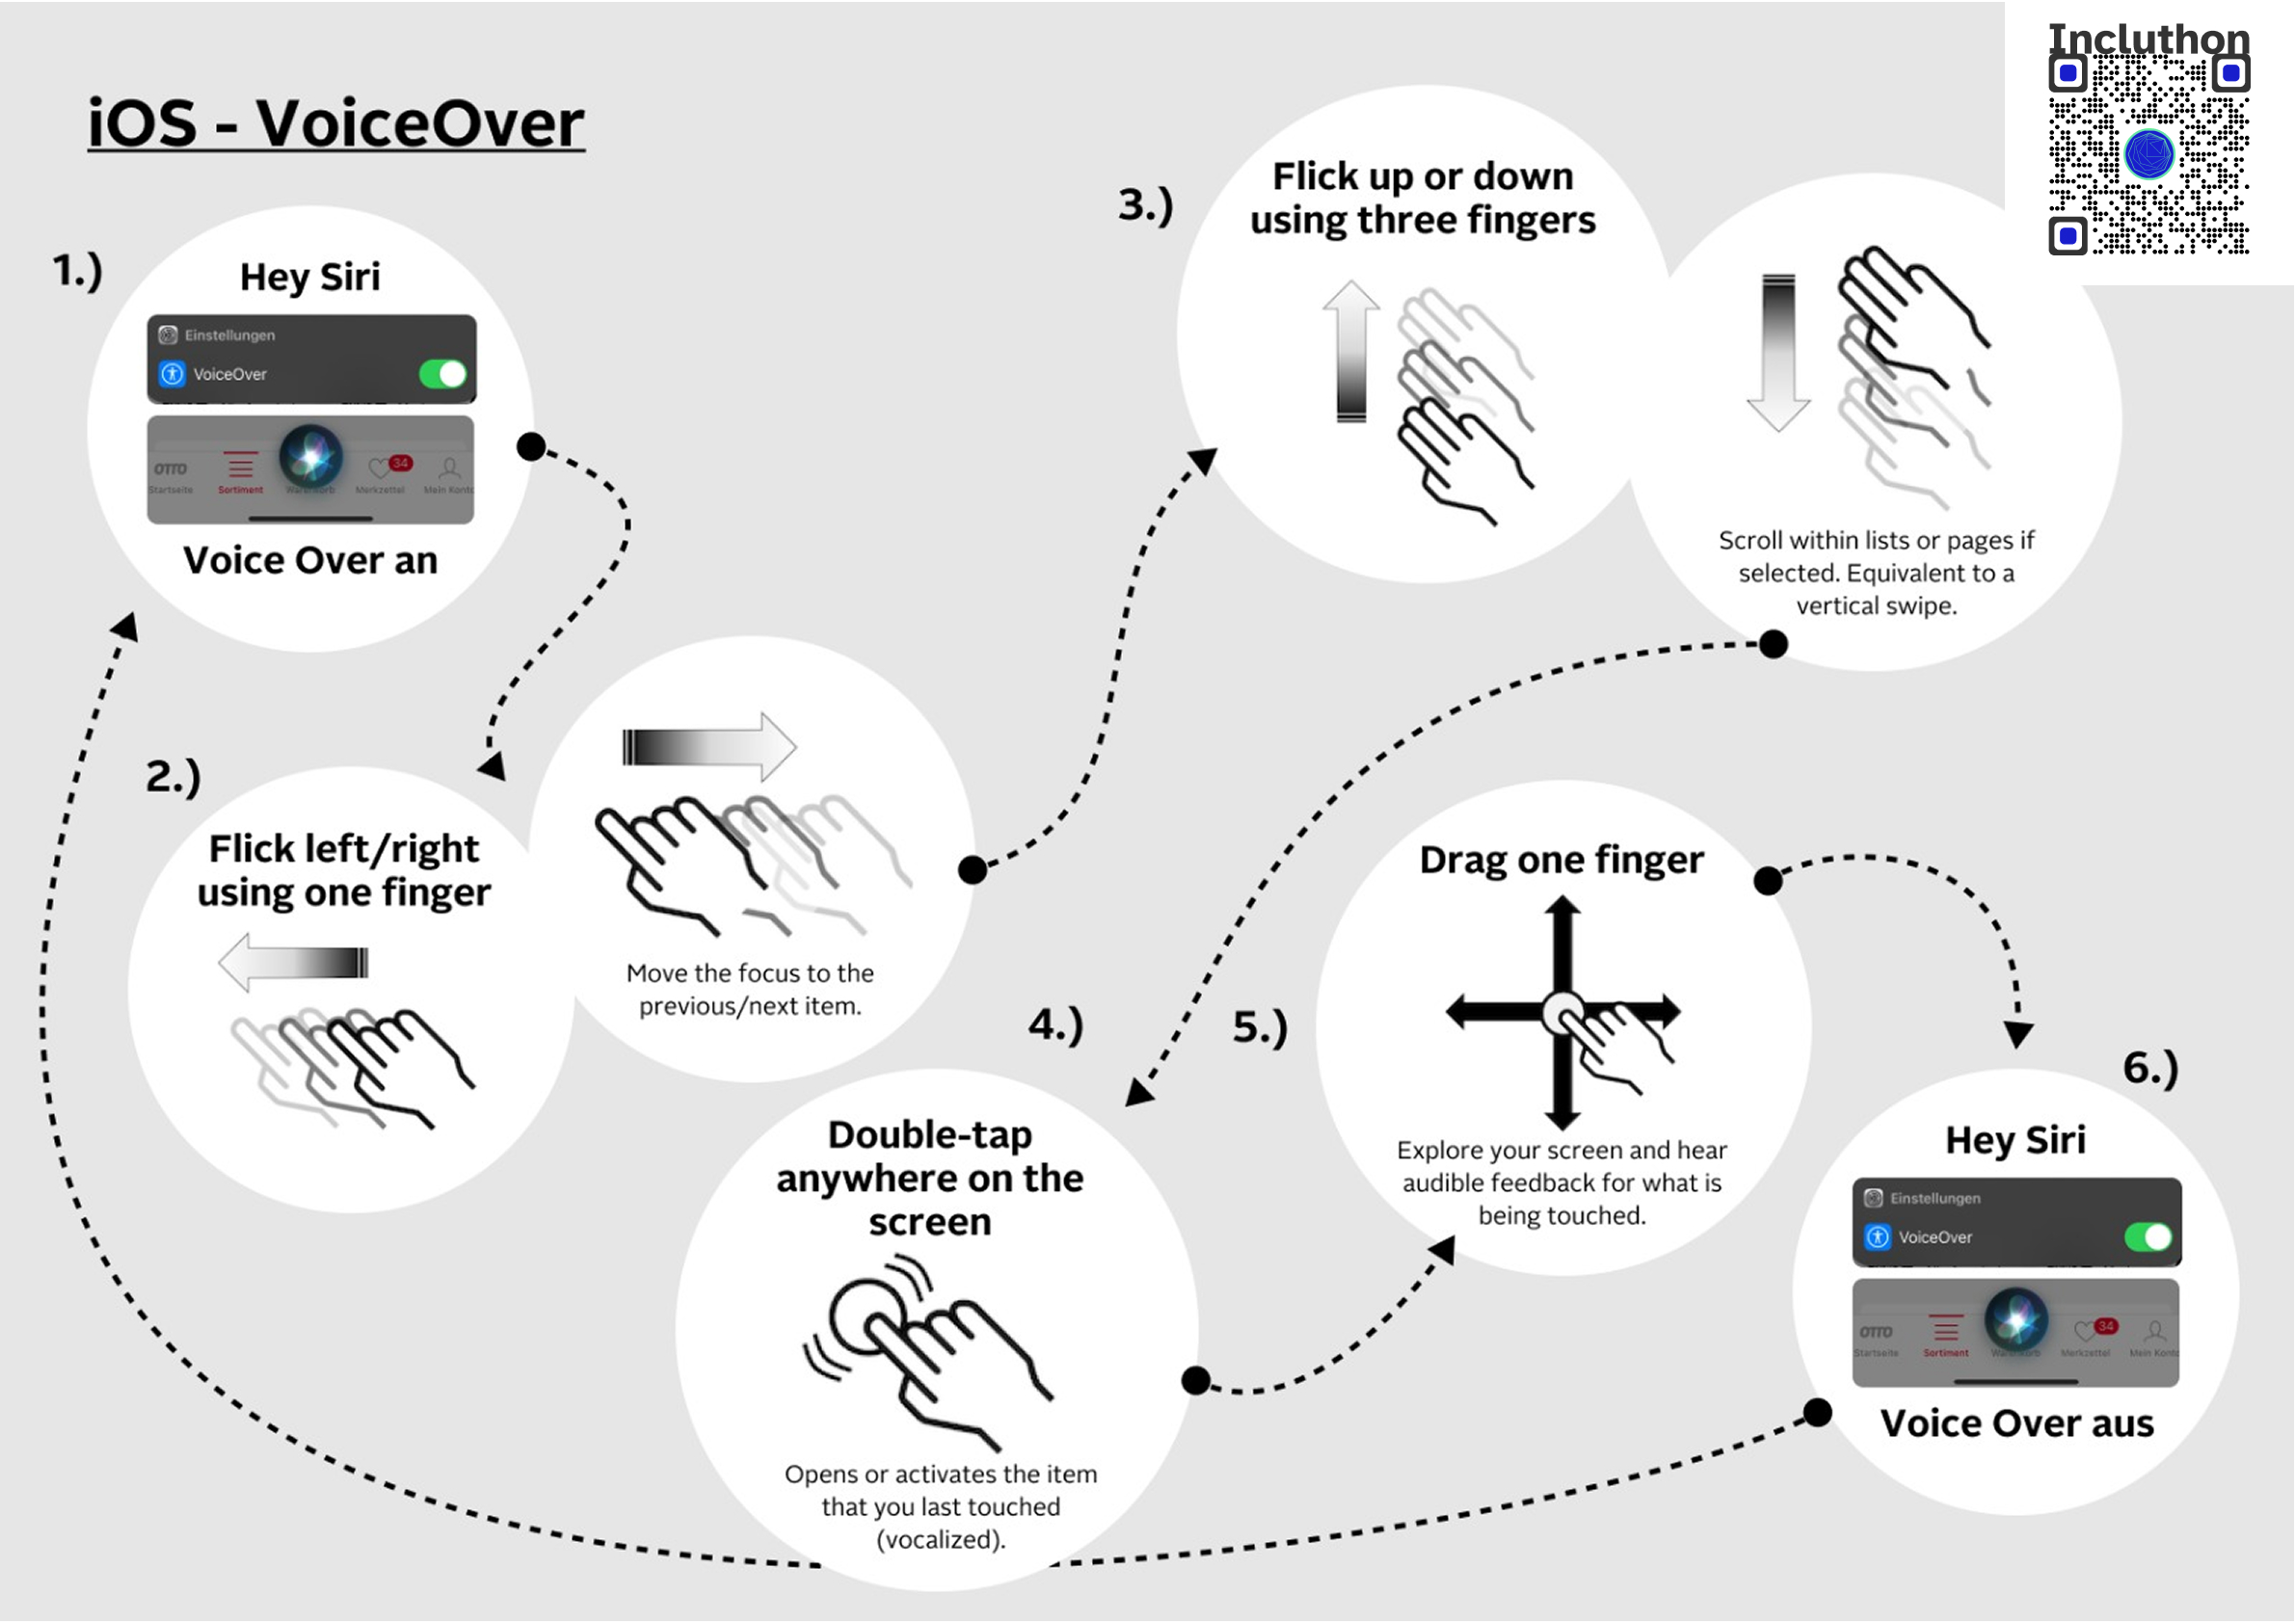 Incluthon
iOS - VoiceOver
1.)
Hey Siri
Einstellungen
VoiceOver
OTTO
34
Startseite
Sortiment
Warenkorb
Merkzettel
Mein Konto
Voice Over an
2.)
Flick left/right
using one finger
Move the focus to the
previous/next item.
3.)
Flick up or down
using three fingers
Scroll within lists or pages if
selected. Equivalent to a
vertical swipe.
4.)
Double-tap
anywhere on the
screen
Opens or activates the item
that you last touched
(vocalized).
5.)
Drag one finger
Explore your screen and hear
audible feedback for what is
being touched.
6.)
Hey Siri
Einstellungen
VoiceOver
OTTO
34
Startseite
Sortiment
Warenkorb
Merkzettel
Mein Konto
Voice Over aus